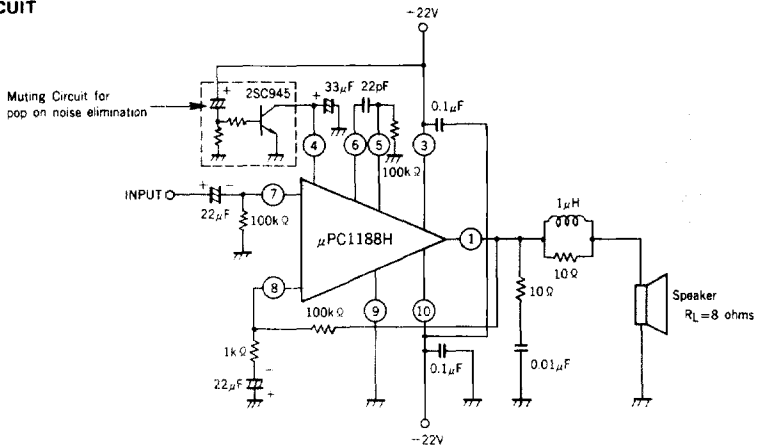 CUIT
+22V
Muting Circuit for
pop on noise elimination
2SC945
+
+
33μF
22pF
0.1μF
4
6
5
3
100kΩ
INPUT
+
-
7
22μF
100kΩ
μPC1188H
1
1μH
10Ω
8
100kΩ
9
10
10Ω
Speaker
RL=8 ohms
1kΩ
0.1μF
0.01μF
22μF
-
+
-22V